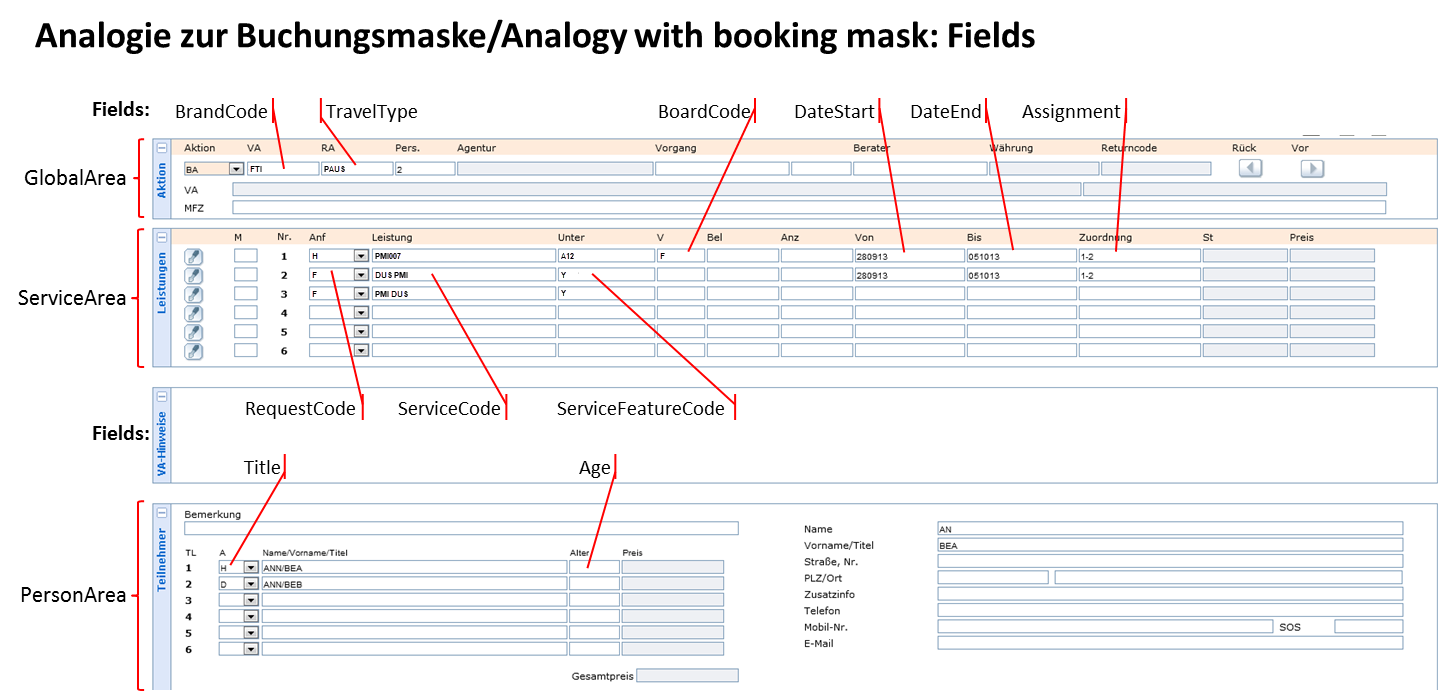 Analogie zur Buchungsmaske/Analogy with booking mask: Fields
Fields: BrandCode TravelType BoardCode DateStart DateEnd Assignment
GlobalArea
Aktion
Aktion VA RA Pers. Agentur Vorgang Berater Währung Returncode Rück Vor
BA FTI PAUS 2
VA
MFZ
ServiceArea
Leistungen
M Nr. Anf Leistung Unter V Bel Anz Von Bis Zuordnung St Preis
1 H PMI007 A12 F 280913 051013 1-2
2 F DUS PMI Y 280913 051013 1-2
3 F PMI DUS Y
4
5
6
RequestCode ServiceCode ServiceFeatureCode
Fields:
VA-Hinweise
Title Age
PersonArea
Teilnehmer
Bemerkung
TL A Name/Vorname/Titel Alter Preis
1 H ANN/BEA
2 D ANN/BEB
3
4
5
6
Gesamtpreis
Name AN
Vorname/Titel BEA
Straße, Nr.
PLZ/Ort
Zusatzinfo
Telefon
Mobil-Nr. SOS
E-Mail